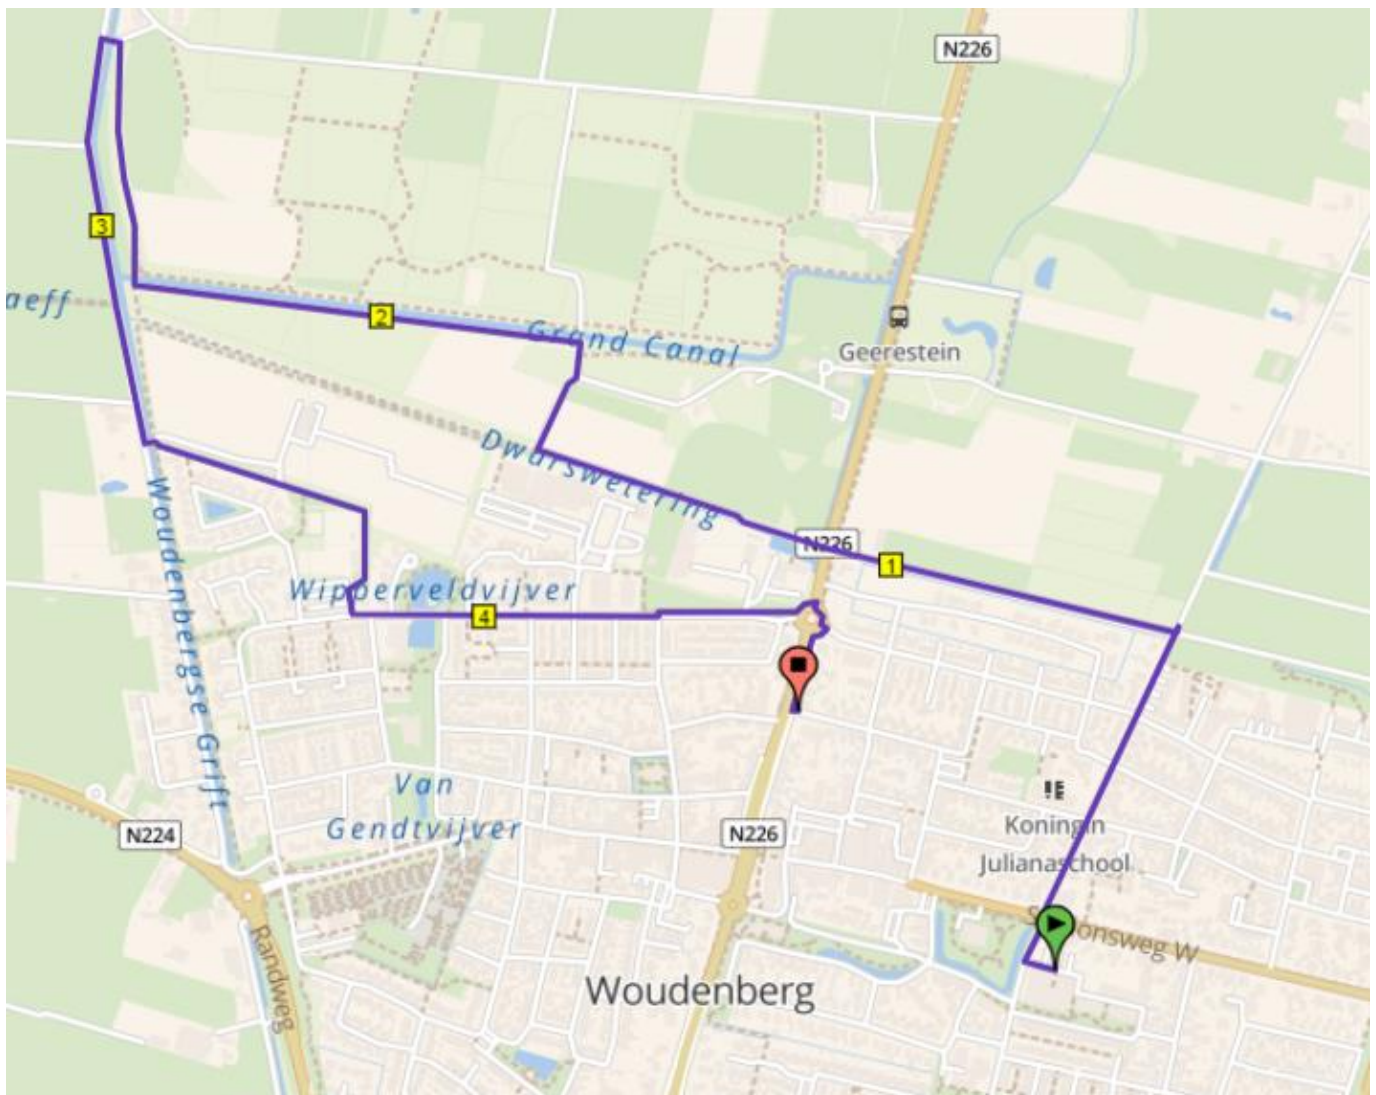 N226
3
aeff
2
Grand Canal
Geerestein
Dwarswetering
N226
1
Woudenbergse Grift
Wipperveldvijver
4
Van
Gendtvijver
Koningin
Julianaschool
N224
N226
onsweg W
Randweg
Woudenberg